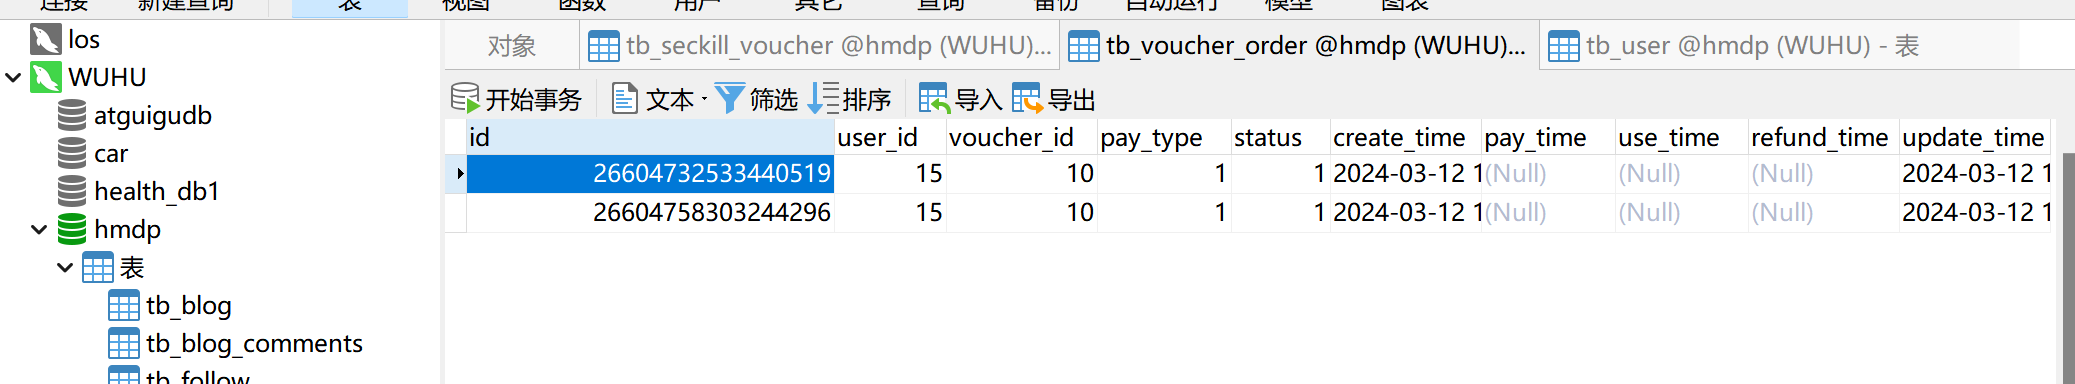 连接 新建查询 表 视图 函数 用户 其它 查询 备份 自动运行 模型 图表
los
WUHU
atguigudb
car
health_db1
hmdp
表
tb_blog
tb_blog_comments
tb_follow
对象 tb_seckill_voucher @hmdp (WUHU)... tb_voucher_order @hmdp (WUHU)... tb_user @hmdp (WUHU) - 表
开始事务 文本 筛选 排序 导入 导出
id user_id voucher_id pay_type status create_time pay_time use_time refund_time update_time
26604732533440519 15 10 1 1 2024-03-12 1 (Null) (Null) (Null) 2024-03-12 1
26604758303244296 15 10 1 1 2024-03-12 1 (Null) (Null) (Null) 2024-03-12 1